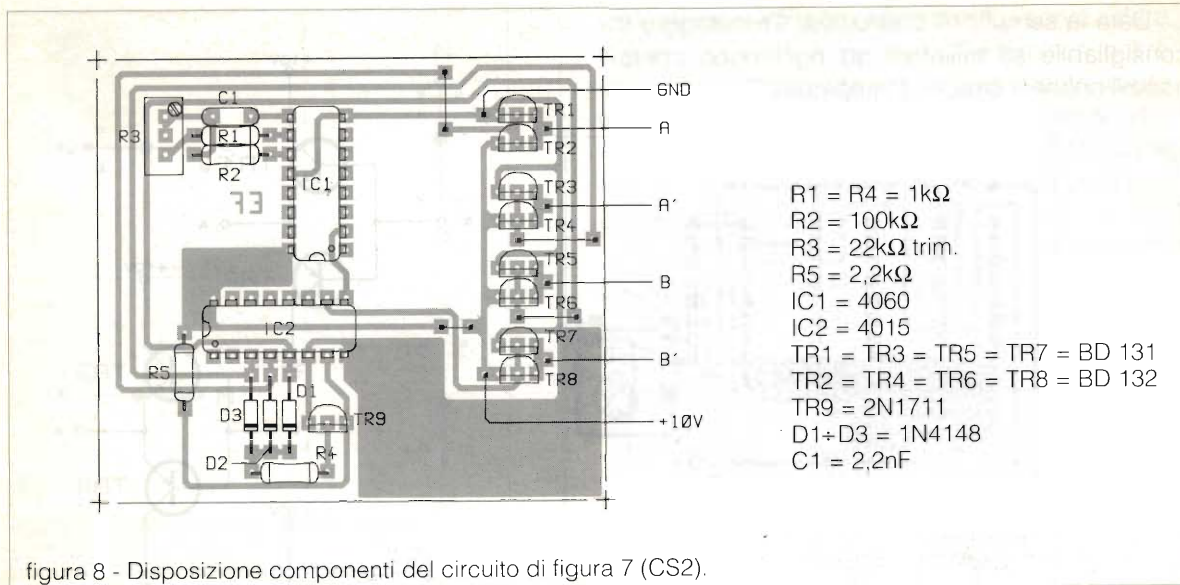 C1
R3
R1
R2
IC1
EF
IC2
R5
D1
D3
TR9
D2
R4
TR1
TR2
TR3
TR4
TR5
TR6
TR7
TR8
GND
A
A'
B
B'
+10V
R1 = R4 = 1kΩ
R2 = 100kΩ
R3 = 22kΩ trim.
R5 = 2,2kΩ
IC1 = 4060
IC2 = 4015
TR1 = TR3 = TR5 = TR7 = BD 131
TR2 = TR4 = TR6 = TR8 = BD 132
TR9 = 2N1711
D1÷D3 = 1N4148
C1 = 2,2nF
figura 8 - Disposizione componenti del circuito di figura 7 (CS2).